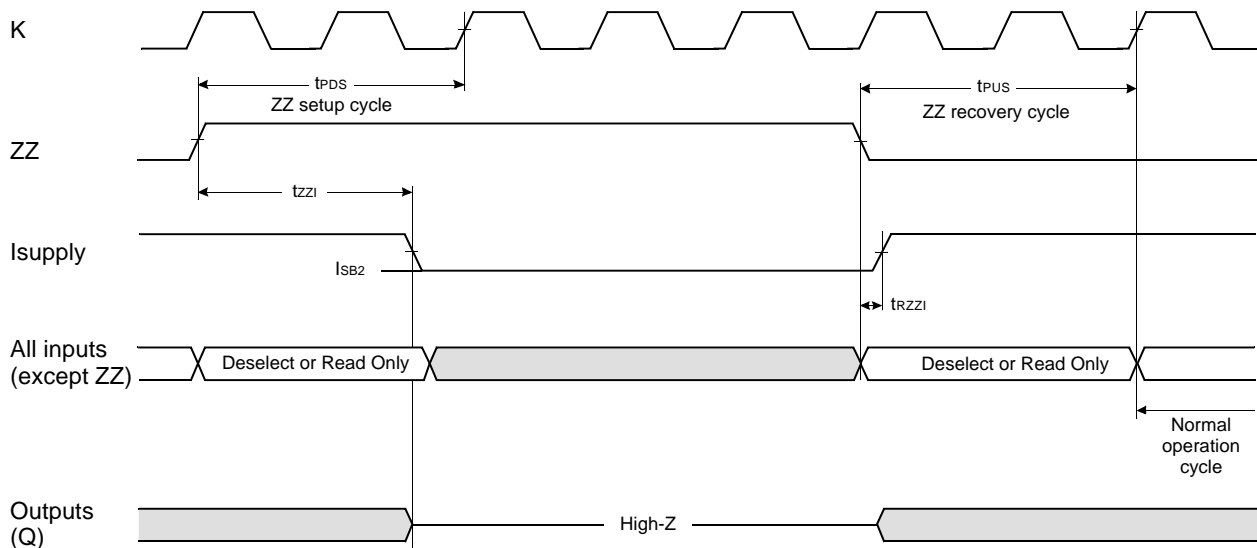 K
tPDS
ZZ setup cycle
tPUS
ZZ recovery cycle
ZZ
tZZI
Isupply
ISB2
tRZZI
All inputs
(except ZZ)
Deselect or Read Only
Deselect or Read Only
Normal
operation
cycle
Outputs
(Q)
High-Z